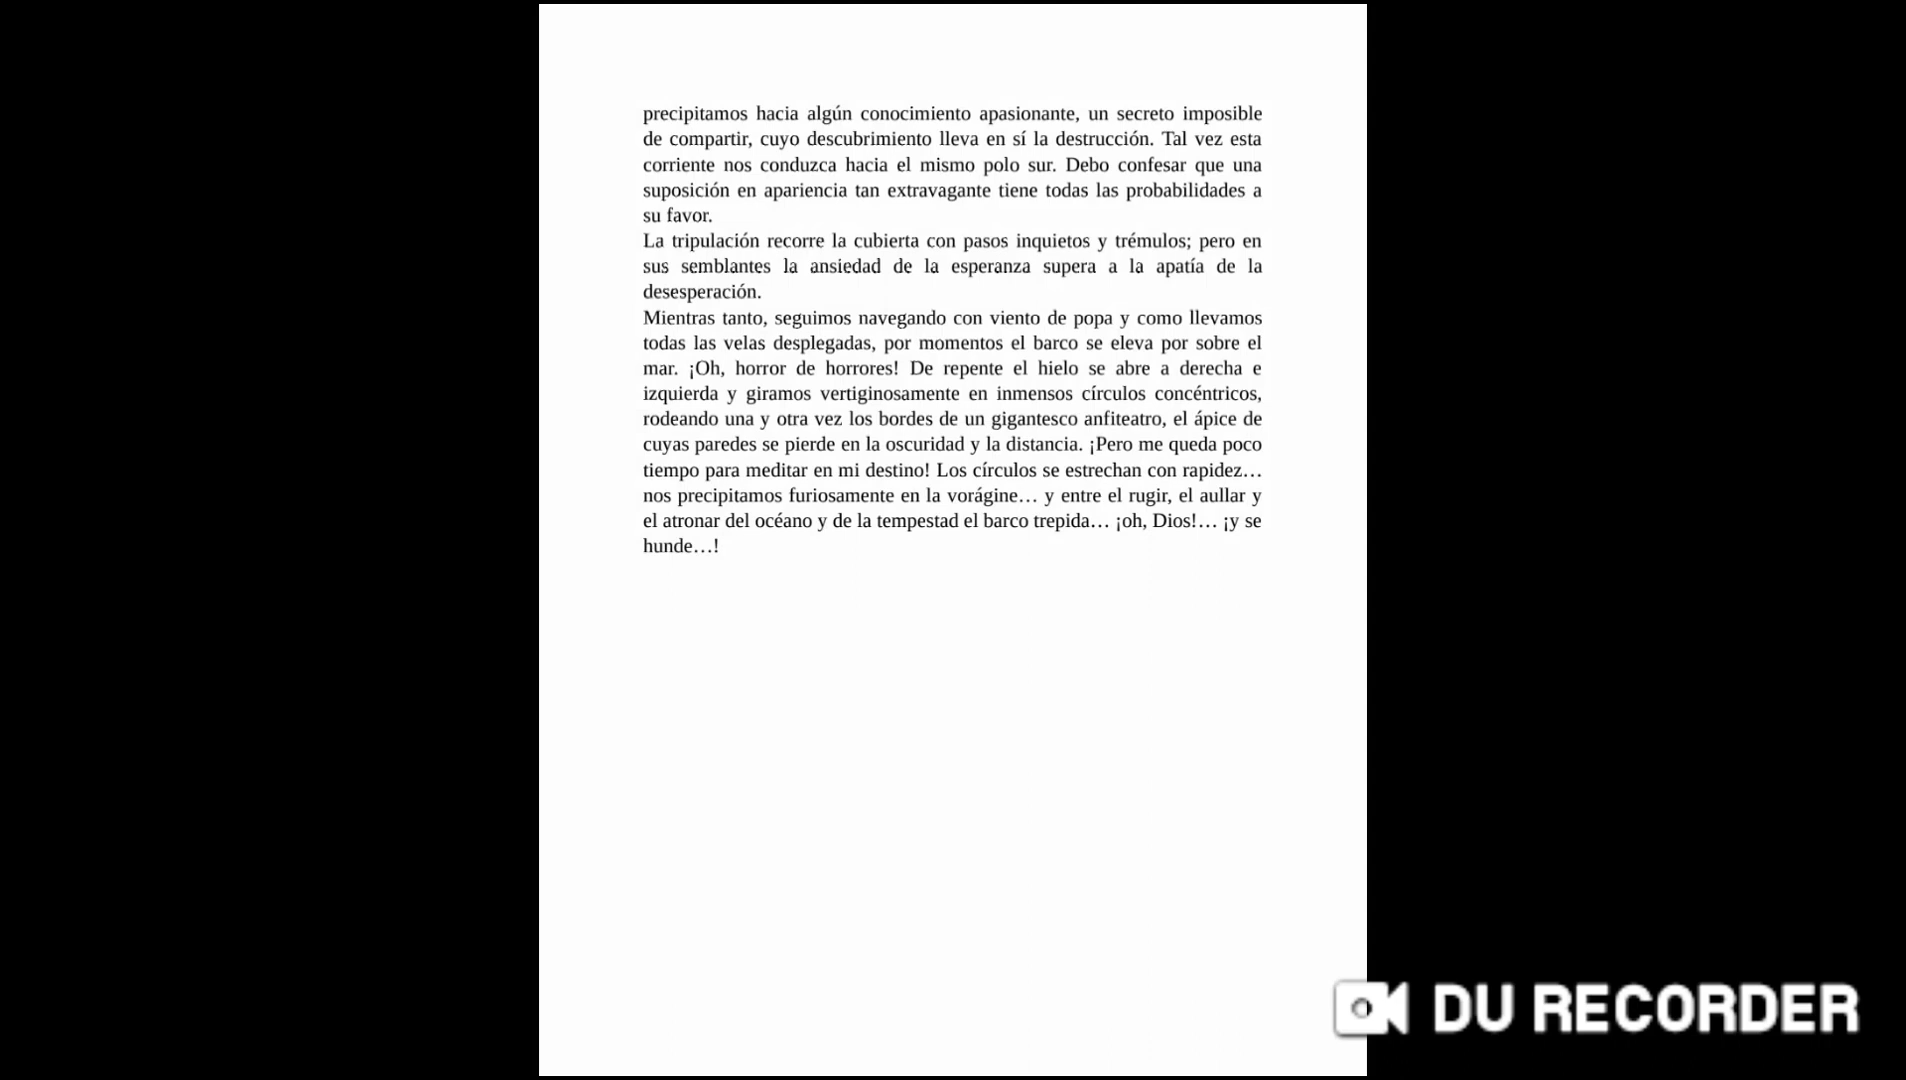 precipitamos hacia algún conocimiento apasionante, un secreto imposible
de compartir, cuyo descubrimiento lleva en sí la destrucción. Tal vez esta
corriente nos conduzca hacia el mismo polo sur. Debo confesar que una
suposición en apariencia tan extravagante tiene todas las probabilidades a
su favor.
La tripulación recorre la cubierta con pasos inquietos y trémulos; pero en
sus semblantes la ansiedad de la esperanza supera a la apatía de la
desesperación.
Mientras tanto, seguimos navegando con viento de popa y como llevamos
todas las velas desplegadas, por momentos el barco se eleva por sobre el
mar. ¡Oh, horror de horrores! De repente el hielo se abre a derecha e
izquierda y giramos vertiginosamente en inmensos círculos concéntricos,
rodeando una y otra vez los bordes de un gigantesco anfiteatro, el ápice de
cuyas paredes se pierde en la oscuridad y la distancia. ¡Pero me queda poco
tiempo para meditar en mi destino! Los círculos se estrechan con rapidez…
nos precipitamos furiosamente en la vorágine… y entre el rugir, el aullar y
el atronar del océano y de la tempestad el barco trepida… ¡oh, Dios!… ¡y se
hunde…!
DU RECORDER